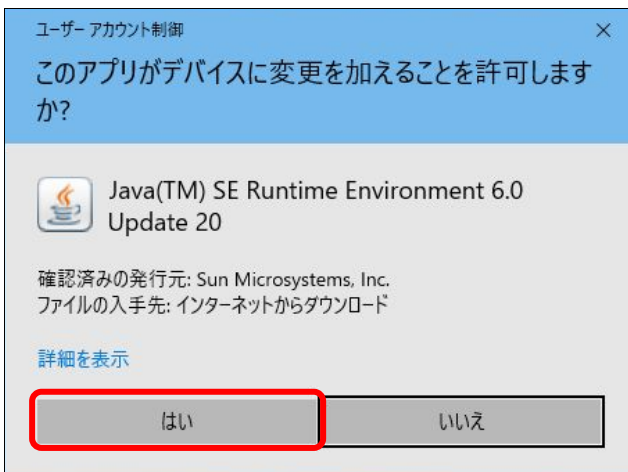 ユーザー アカウント制御
このアプリがデバイスに変更を加えることを許可します
か?
Java(TM) SE Runtime Environment 6.0
Update 20
確認済みの発行元: Sun Microsystems, Inc.
ファイルの入手先: インターネットからダウンロード
詳細を表示
はい
いいえ